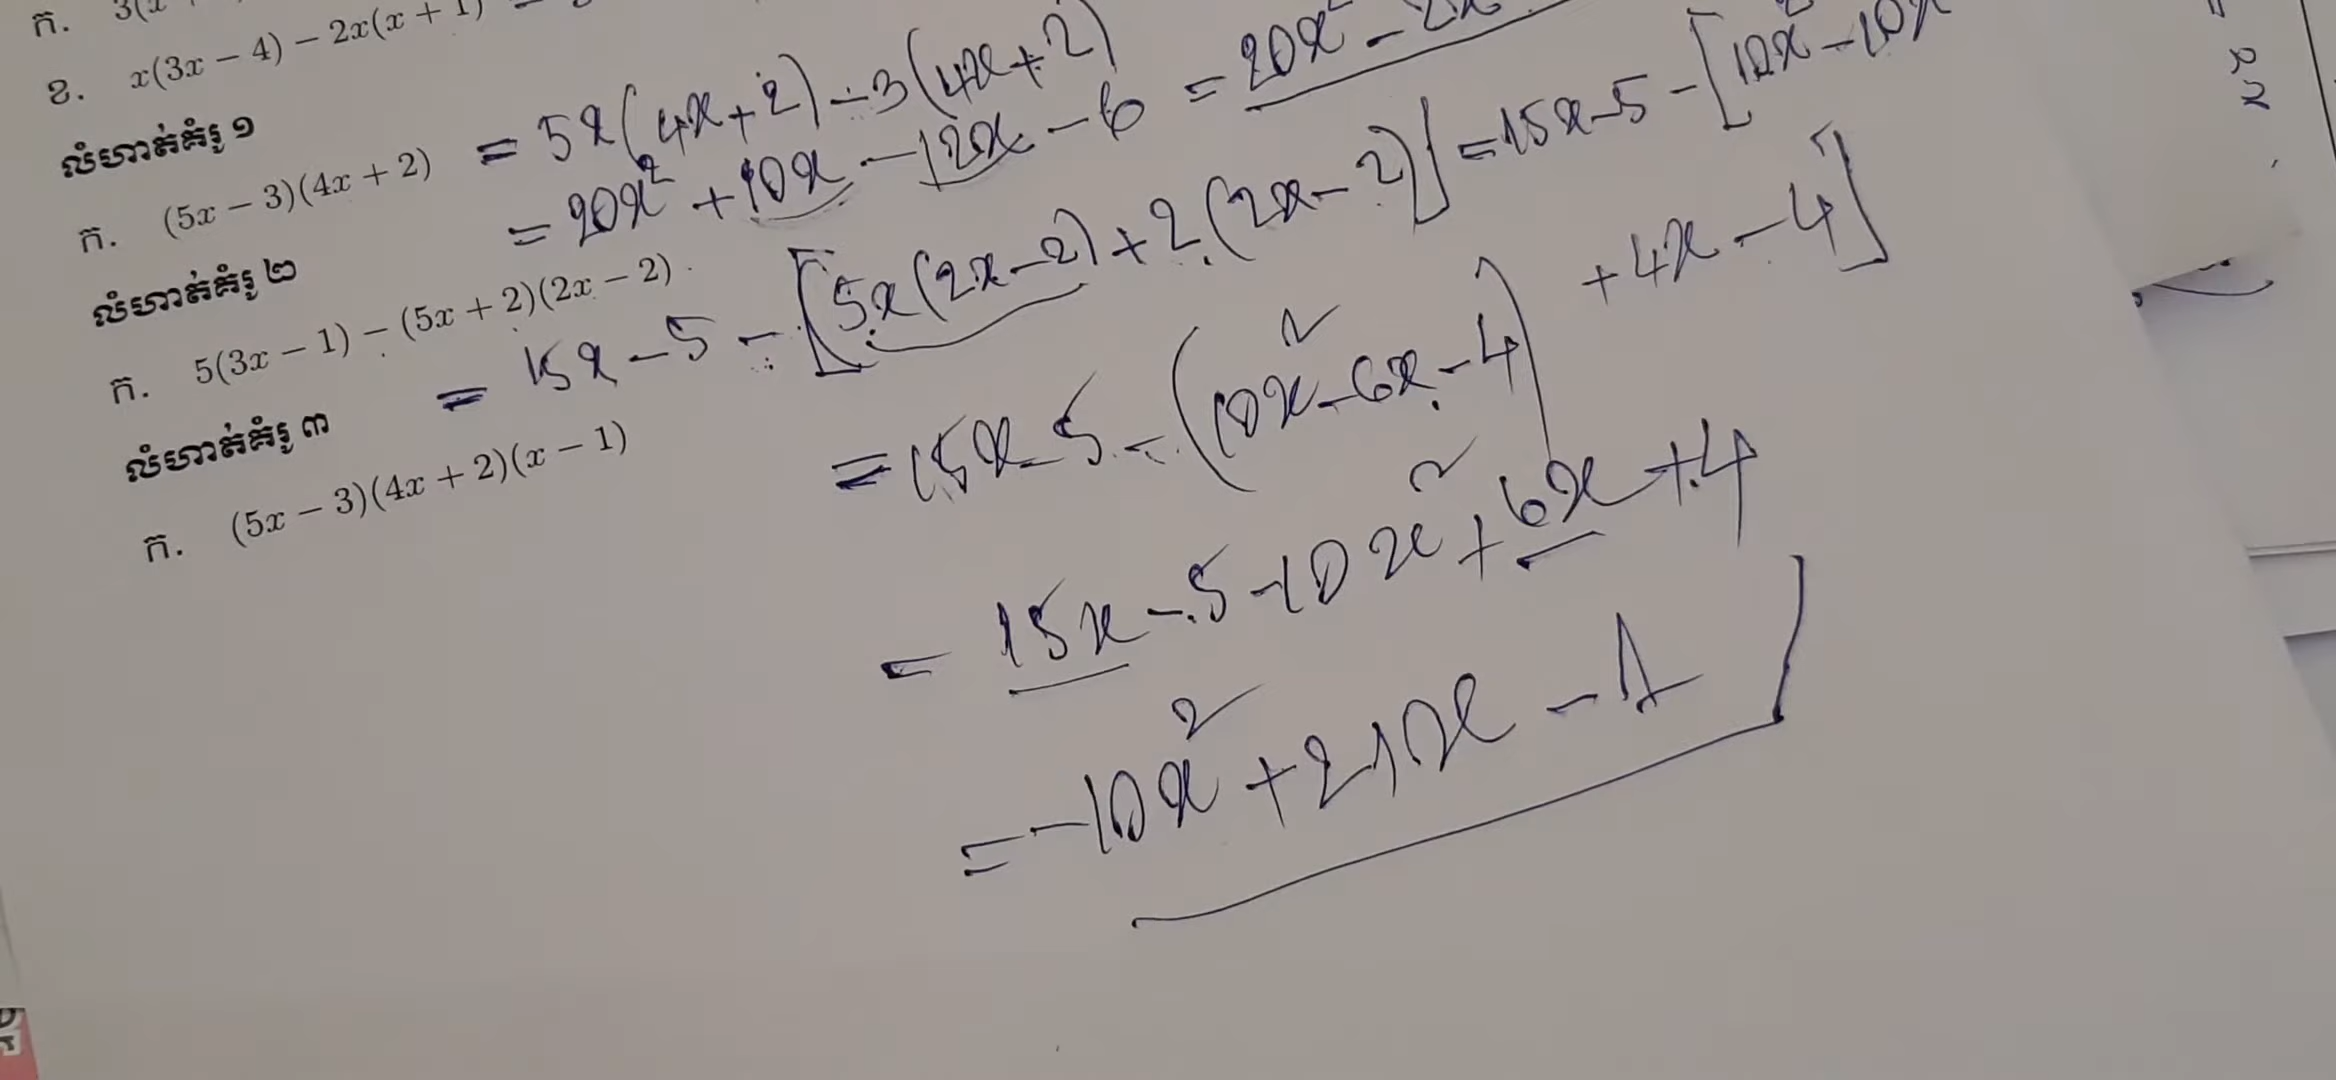 ក. 3(x
ខ. x(3x − 4) − 2x(x + 1) =
លំហាត់គំរូ ១
ក. (5x − 3)(4x + 2) = 5x(4x+2) − 3(4x+2)
= 20x² + 10x − 12x − 6 = 20x² − 2x
លំហាត់គំរូ ២
ក. 5(3x − 1) − (5x + 2)(2x − 2)
= 15x − 5 − [5x(2x−2) + 2(2x−2)] = 15x − 5 − [10x² − 10x
+ 4x − 4]
= 15x − 5 − (10x² − 6x − 4)
= 15x − 5 − 10x² + 6x + 4
= −10x² + 21x − 1
លំហាត់គំរូ ៣
ក. (5x − 3)(4x + 2)(x − 1)